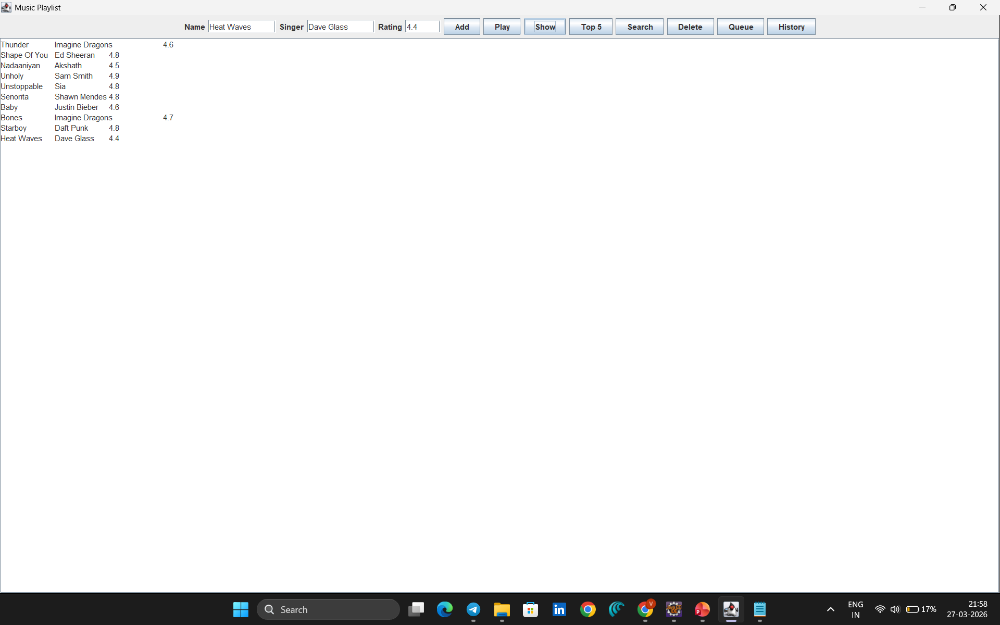 Music Playlist
Name Heat Waves Singer Dave Glass Rating 4.4 Add Play Show Top 5 Search Delete Queue History
Thunder Imagine Dragons 4.6
Shape Of You Ed Sheeran 4.8
Nadaaniyan Akshath 4.5
Unholy Sam Smith 4.9
Unstoppable Sia 4.8
Senorita Shawn Mendes 4.8
Baby Justin Bieber 4.6
Bones Imagine Dragons 4.7
Starboy Daft Punk 4.8
Heat Waves Dave Glass 4.4
Search
V
Java EE
IDE
P
in
ENG
IN
17%
21:58
27-03-2026